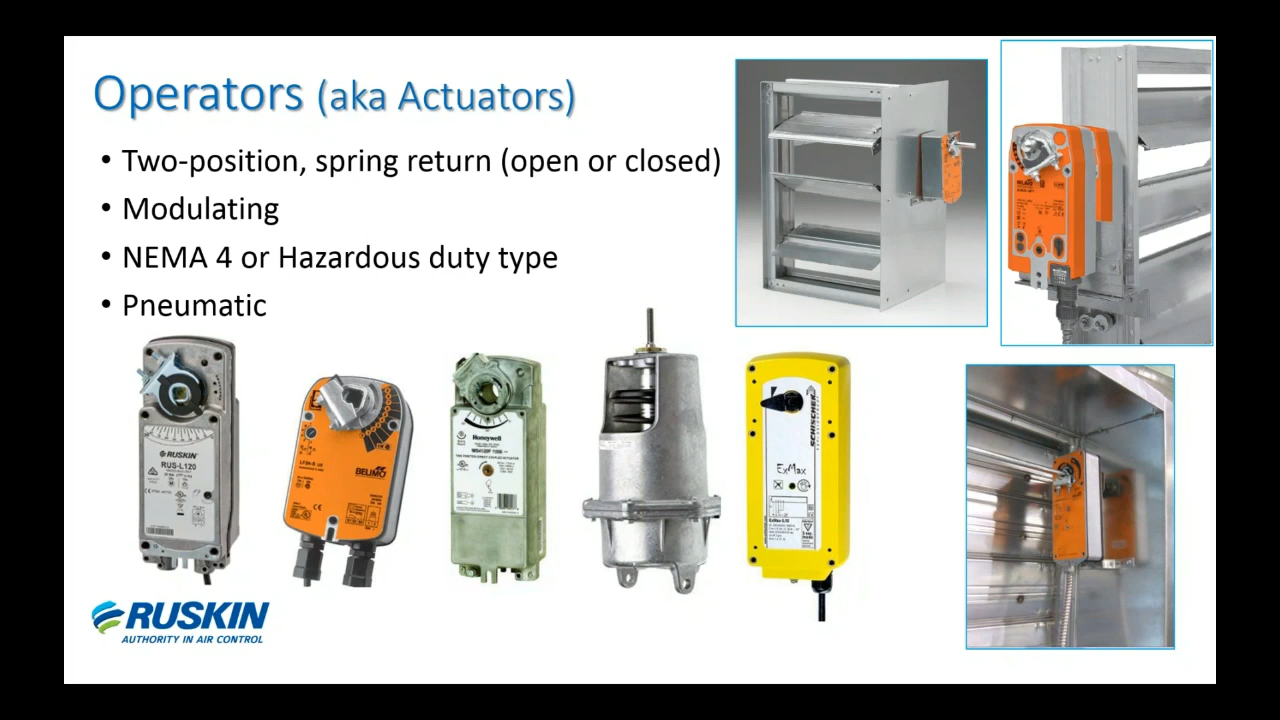 Operators (aka Actuators)
• Two-position, spring return (open or closed)
• Modulating
• NEMA 4 or Hazardous duty type
• Pneumatic
RUSKIN
RUS-L120
BELIMO
Honeywell
SCHISCHEK
ExMax
RUSKIN
AUTHORITY IN AIR CONTROL